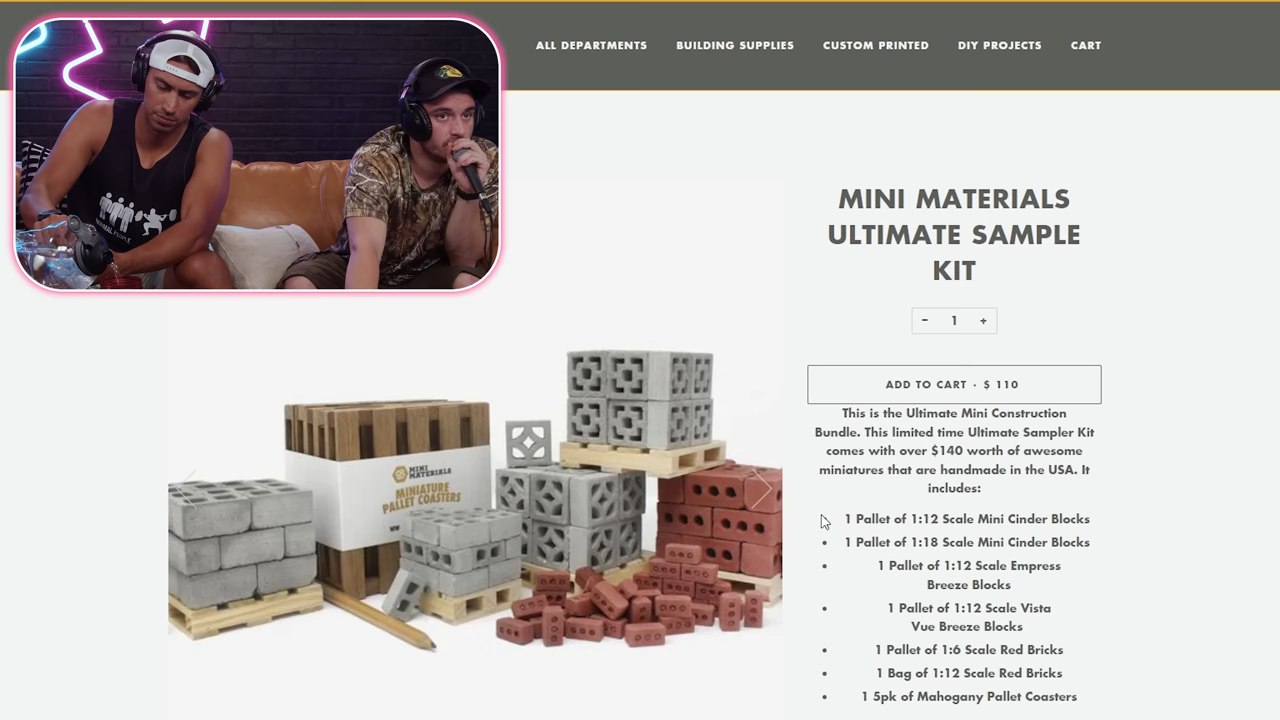 ALL DEPARTMENTS BUILDING SUPPLIES CUSTOM PRINTED DIY PROJECTS CART
MINI MATERIALS
ULTIMATE SAMPLE
KIT
- 1 +
ADD TO CART · $ 110
This is the Ultimate Mini Construction
Bundle. This limited time Ultimate Sampler Kit
comes with over $140 worth of awesome
miniatures that are handmade in the USA. It
includes:
1 Pallet of 1:12 Scale Mini Cinder Blocks
• 1 Pallet of 1:18 Scale Mini Cinder Blocks
• 1 Pallet of 1:12 Scale Empress
Breeze Blocks
• 1 Pallet of 1:12 Scale Vista
Vue Breeze Blocks
• 1 Pallet of 1:6 Scale Red Bricks
• 1 Bag of 1:12 Scale Red Bricks
• 1 5pk of Mahogany Pallet Coasters
MINI
MATERIALS
MINIATURE
PALLET COASTERS